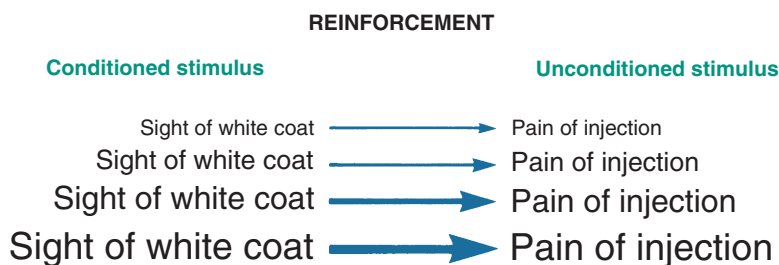 REINFORCEMENT
Conditioned stimulus Unconditioned stimulus
Sight of white coat Pain of injection
Sight of white coat Pain of injection
Sight of white coat Pain of injection
Sight of white coat Pain of injection